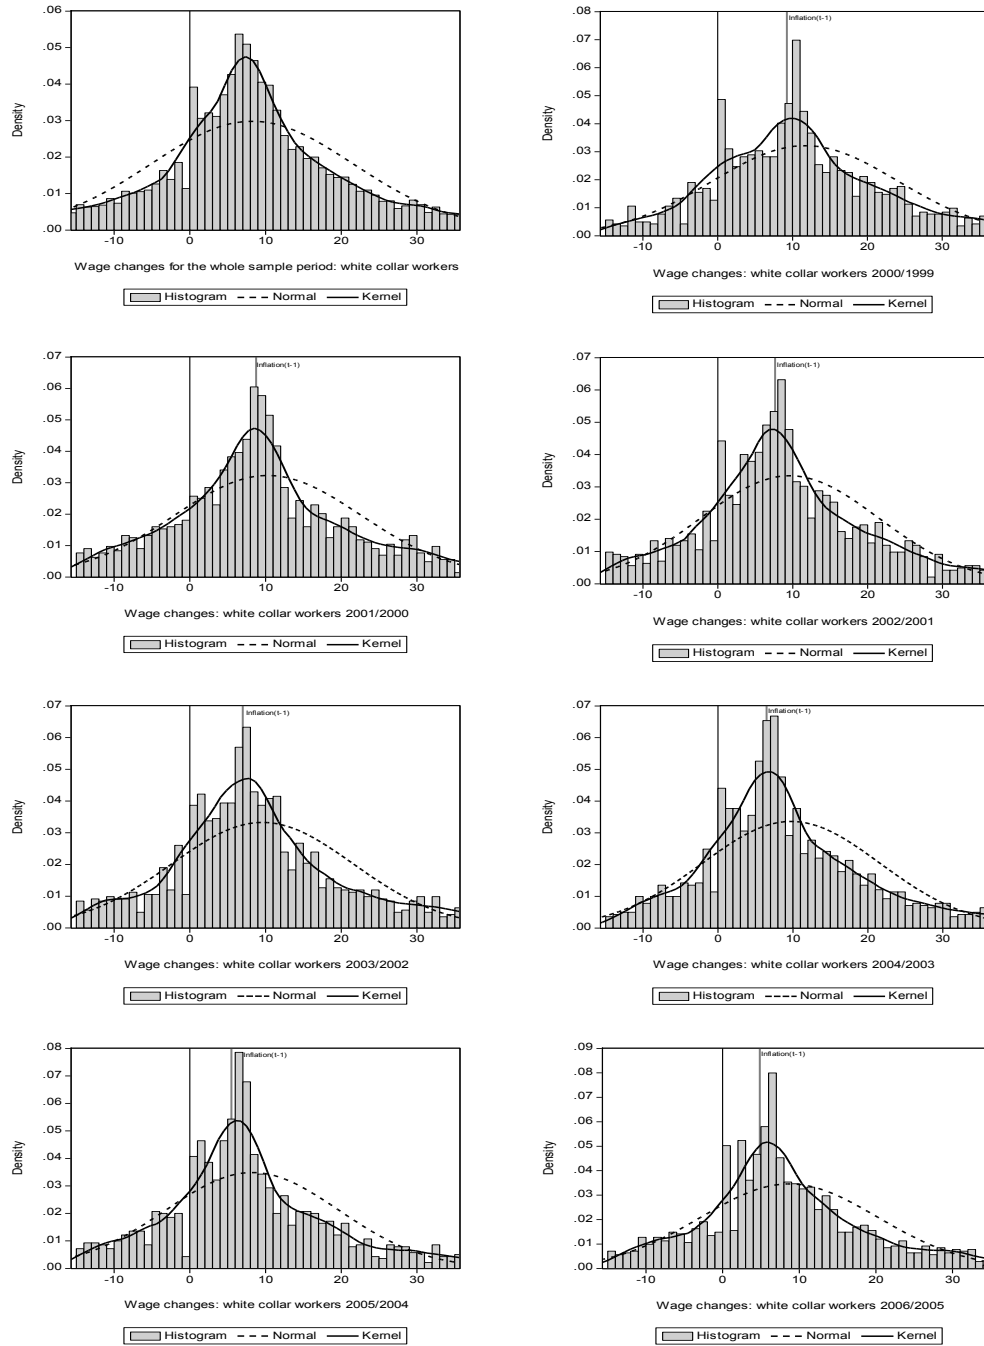 .06
.05
.04
.03
.02
.01
.00
Density
-10 0 10 20 30
Wage changes for the whole sample period: white collar workers
Histogram Normal Kernel
.08
.07
.06
.05
.04
.03
.02
.01
.00
Density
Inflation(t-1)
-10 0 10 20 30
Wage changes: white collar workers 2000/1999
Histogram Normal Kernel
.07
.06
.05
.04
.03
.02
.01
.00
Density
Inflation(t-1)
-10 0 10 20 30
Wage changes: white collar workers 2001/2000
Histogram Normal Kernel
.07
.06
.05
.04
.03
.02
.01
.00
Density
Inflation(t-1)
-10 0 10 20 30
Wage changes: white collar workers 2002/2001
Histogram Normal Kernel
.07
.06
.05
.04
.03
.02
.01
.00
Density
Inflation(t-1)
-10 0 10 20 30
Wage changes: white collar workers 2003/2002
Histogram Normal Kernel
.07
.06
.05
.04
.03
.02
.01
.00
Density
Inflation(t-1)
-10 0 10 20 30
Wage changes: white collar workers 2004/2003
Histogram Normal Kernel
.08
.07
.06
.05
.04
.03
.02
.01
.00
Density
Inflation(t-1)
-10 0 10 20 30
Wage changes: white collar workers 2005/2004
Histogram Normal Kernel
.09
.08
.07
.06
.05
.04
.03
.02
.01
.00
Density
Inflation(t-1)
-10 0 10 20 30
Wage changes: white collar workers 2006/2005
Histogram Normal Kernel